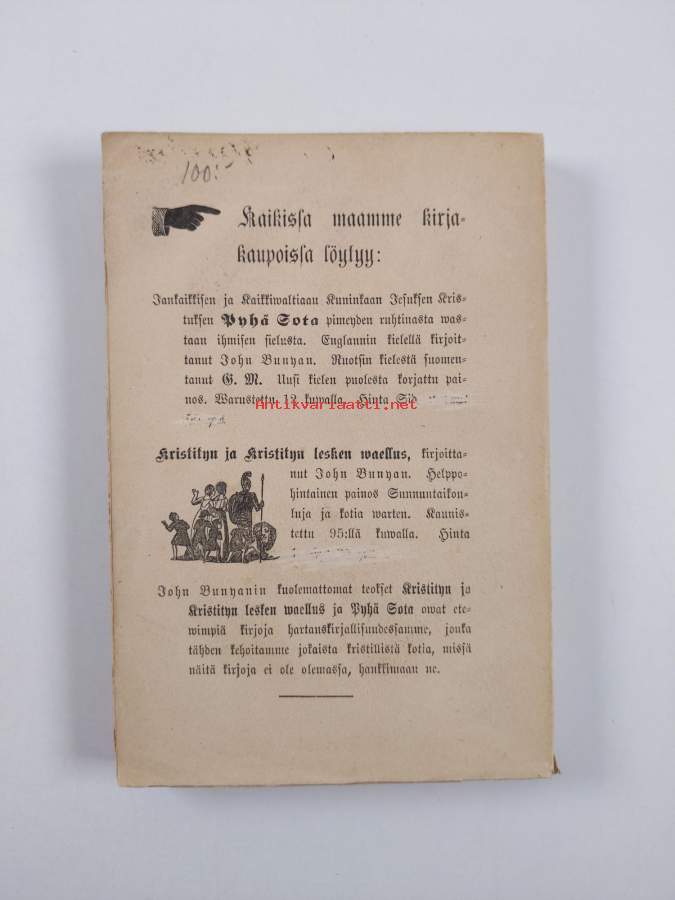 100:-
Kaikissa maamme kirja-
kaupoissa löytyy:
Iankaikkisen ja Kaikkiwaltiaan Kuninkaan Jesuksen Kris-
tuksen Pyhä Sota pimeyden ruhtinasta was-
taan ihmisen sielusta. Englannin kielellä kirjoit-
tanut John Bunyan. Ruotsin kielestä suomen-
tanut G. M. Uusi kielen puolesta korjattu pai-
nos. Warustettu 12 kuwalla. Hinta Sid
Antikvariaatti.net
Kristityn ja Kristityn lesken waellus, kirjoitta-
nut John Bunyan. Helppo-
hintainen painos Sunnuntaikou-
luja ja kotia warten. Kaunis-
tettu 95:llä kuwalla. Hinta
John Bunyanin kuolemattomat teokset Kristityn ja
Kristityn lesken waellus ja Pyhä Sota owat ete-
wimpiä kirjoja hartauskirjallisuudessamme, jonka
tähden kehoitamme jokaista kristillistä kotia, missä
näitä kirjoja ei ole olemassa, hankkimaan ne.